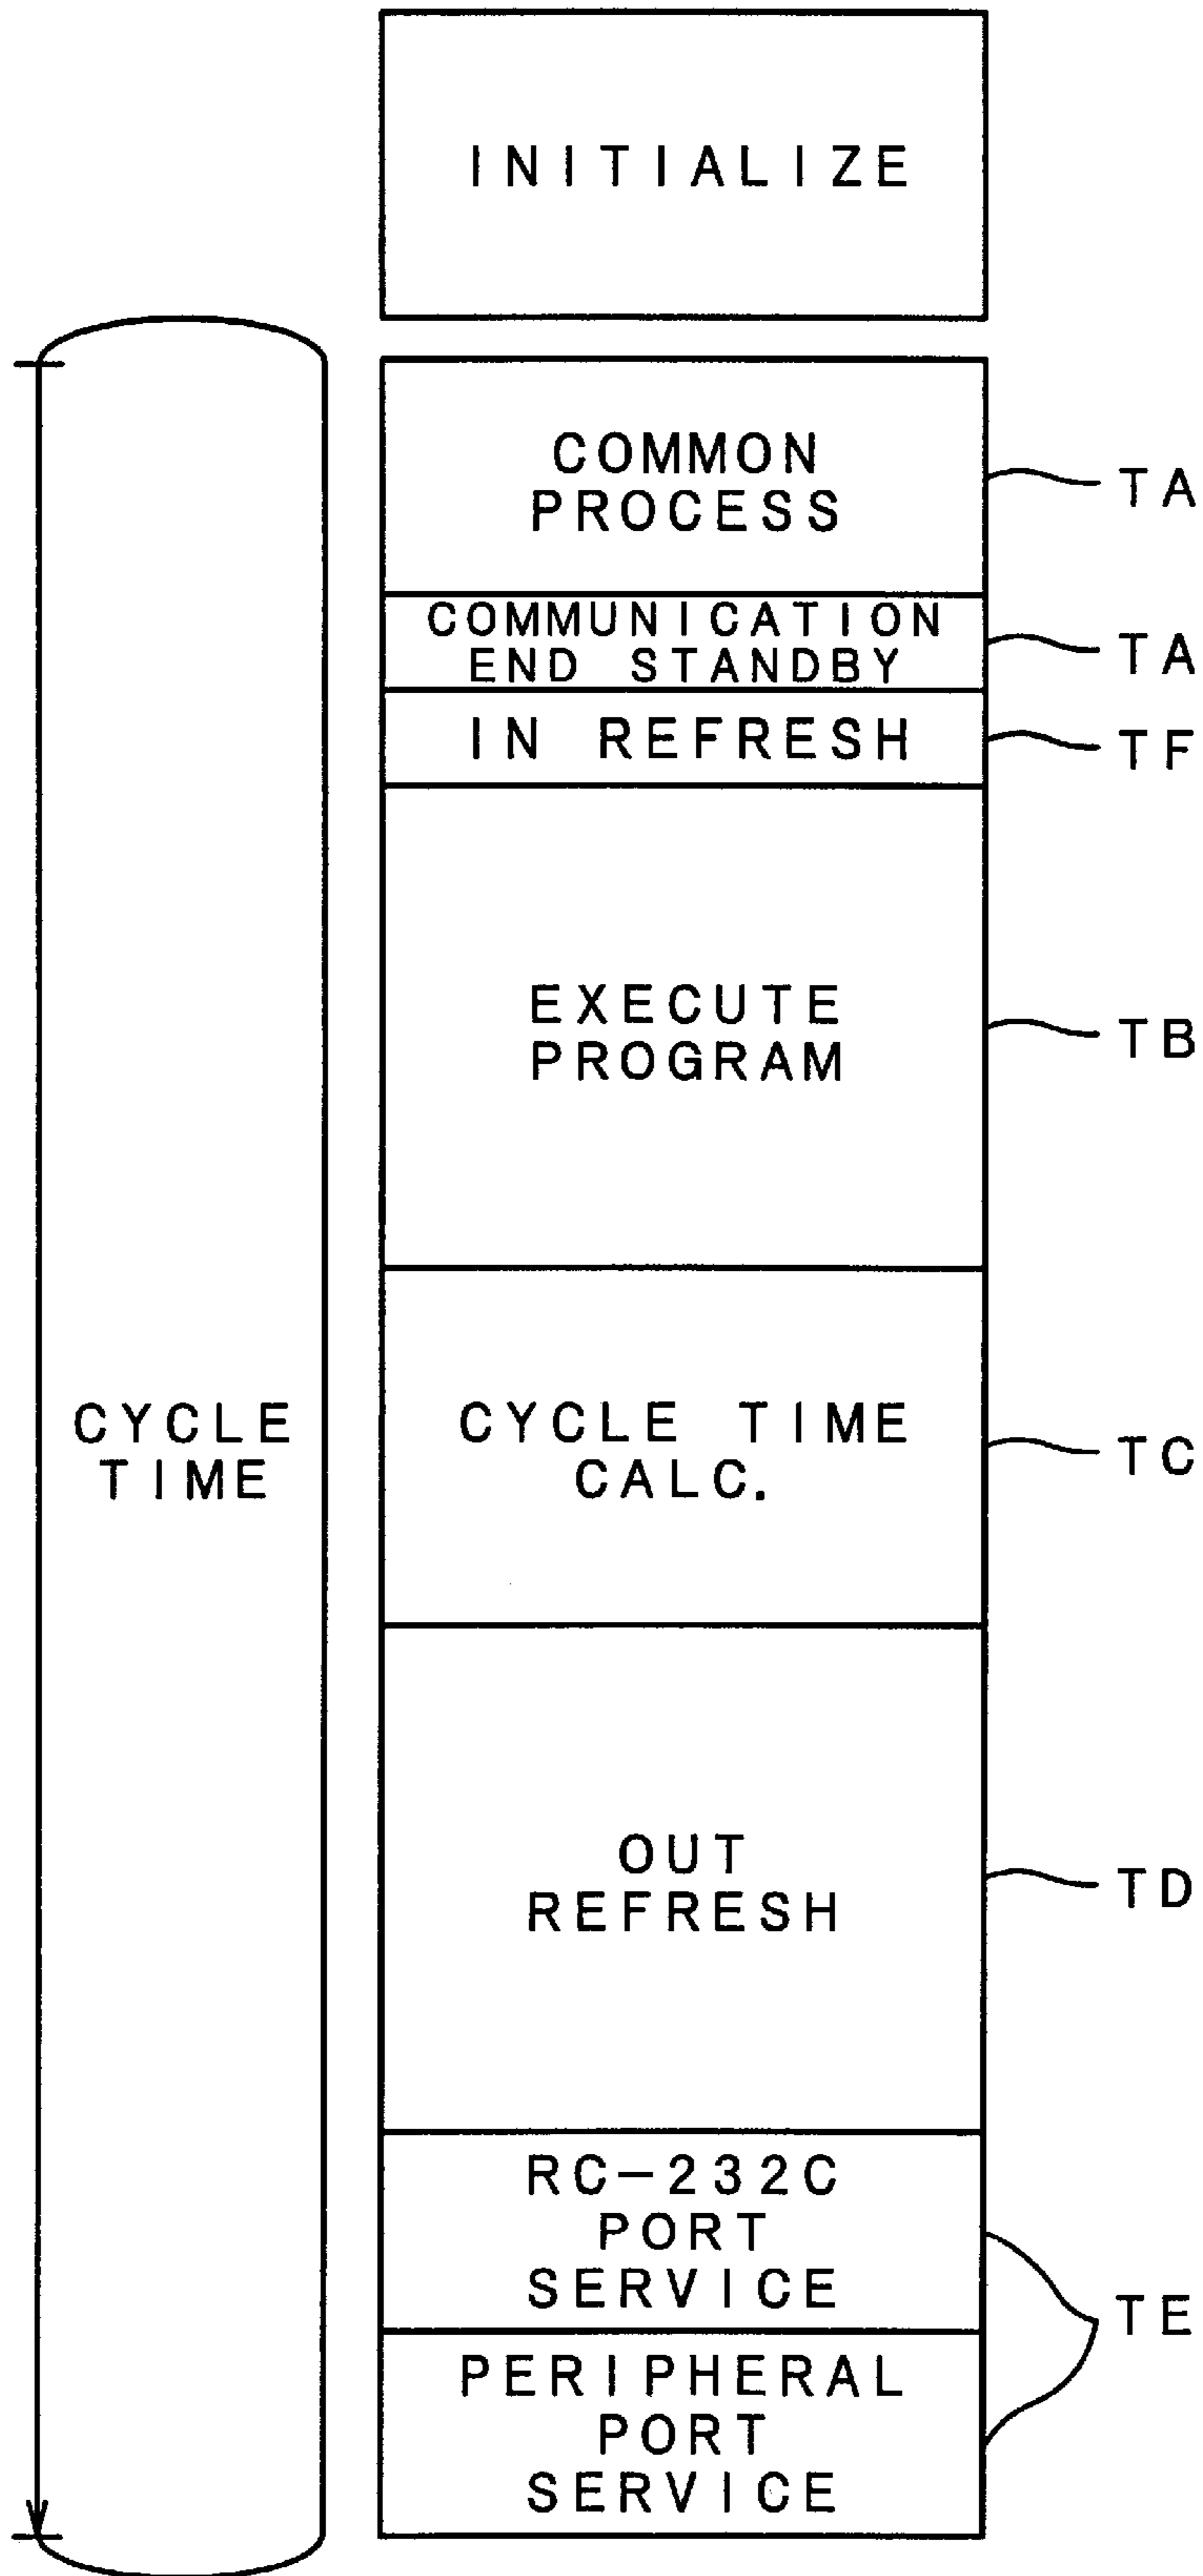 INITIALIZE
COMMON
PROCESS
TA
COMMUNICATION
END STANDBY
TA
IN REFRESH
TF
EXECUTE
PROGRAM
TB
CYCLE
TIME
CYCLE TIME
CALC.
TC
OUT
REFRESH
TD
RC-232C
PORT
SERVICE
TE
PERIPHERAL
PORT
SERVICE